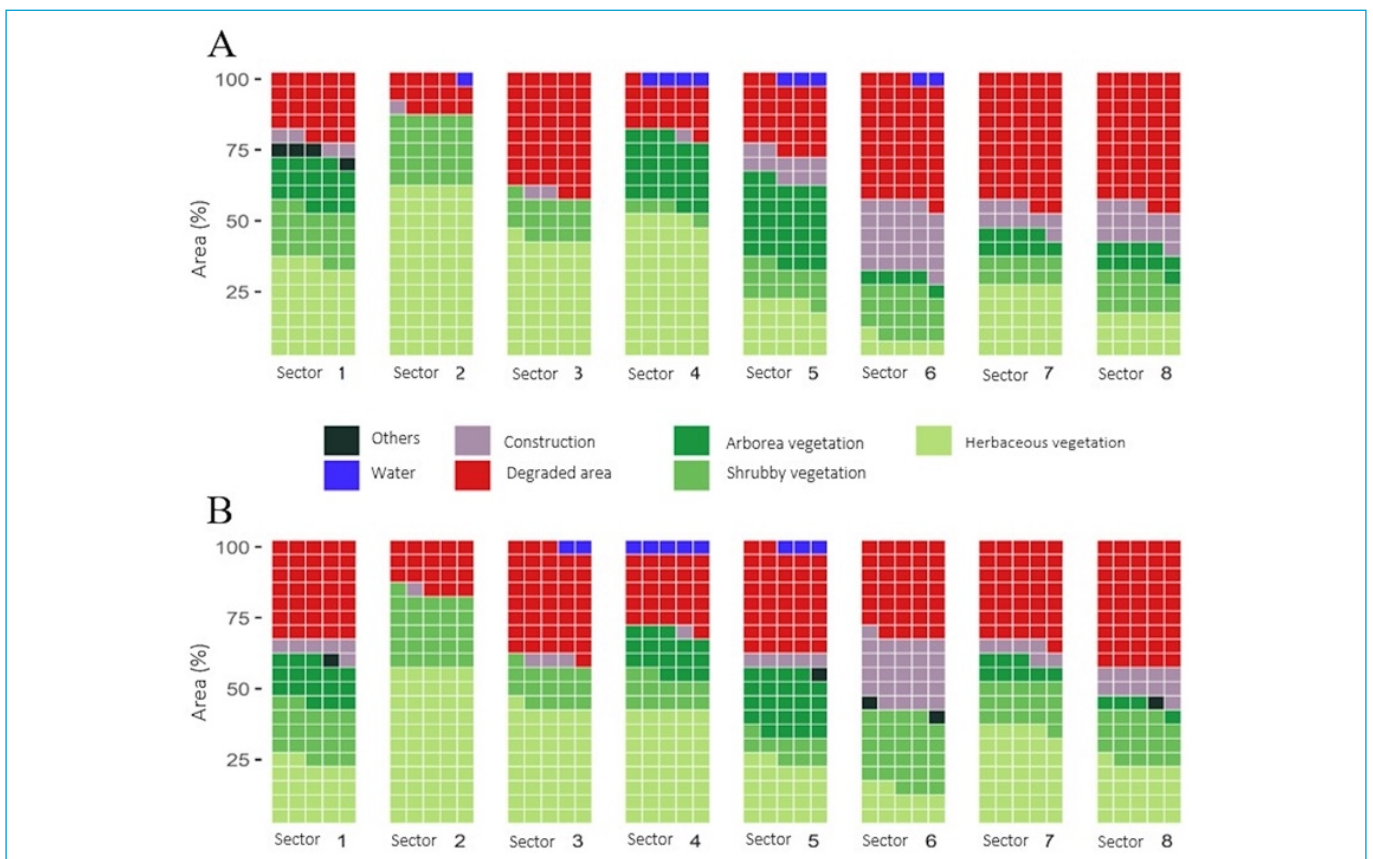 A
100
75
50
25
Area (%)
Sector 1 Sector 2 Sector 3 Sector 4 Sector 5 Sector 6 Sector 7 Sector 8
Others Construction Arborea vegetation Herbaceous vegetation
Water Degraded area Shrubby vegetation
B
100
75
50
25
Area (%)
Sector 1 Sector 2 Sector 3 Sector 4 Sector 5 Sector 6 Sector 7 Sector 8